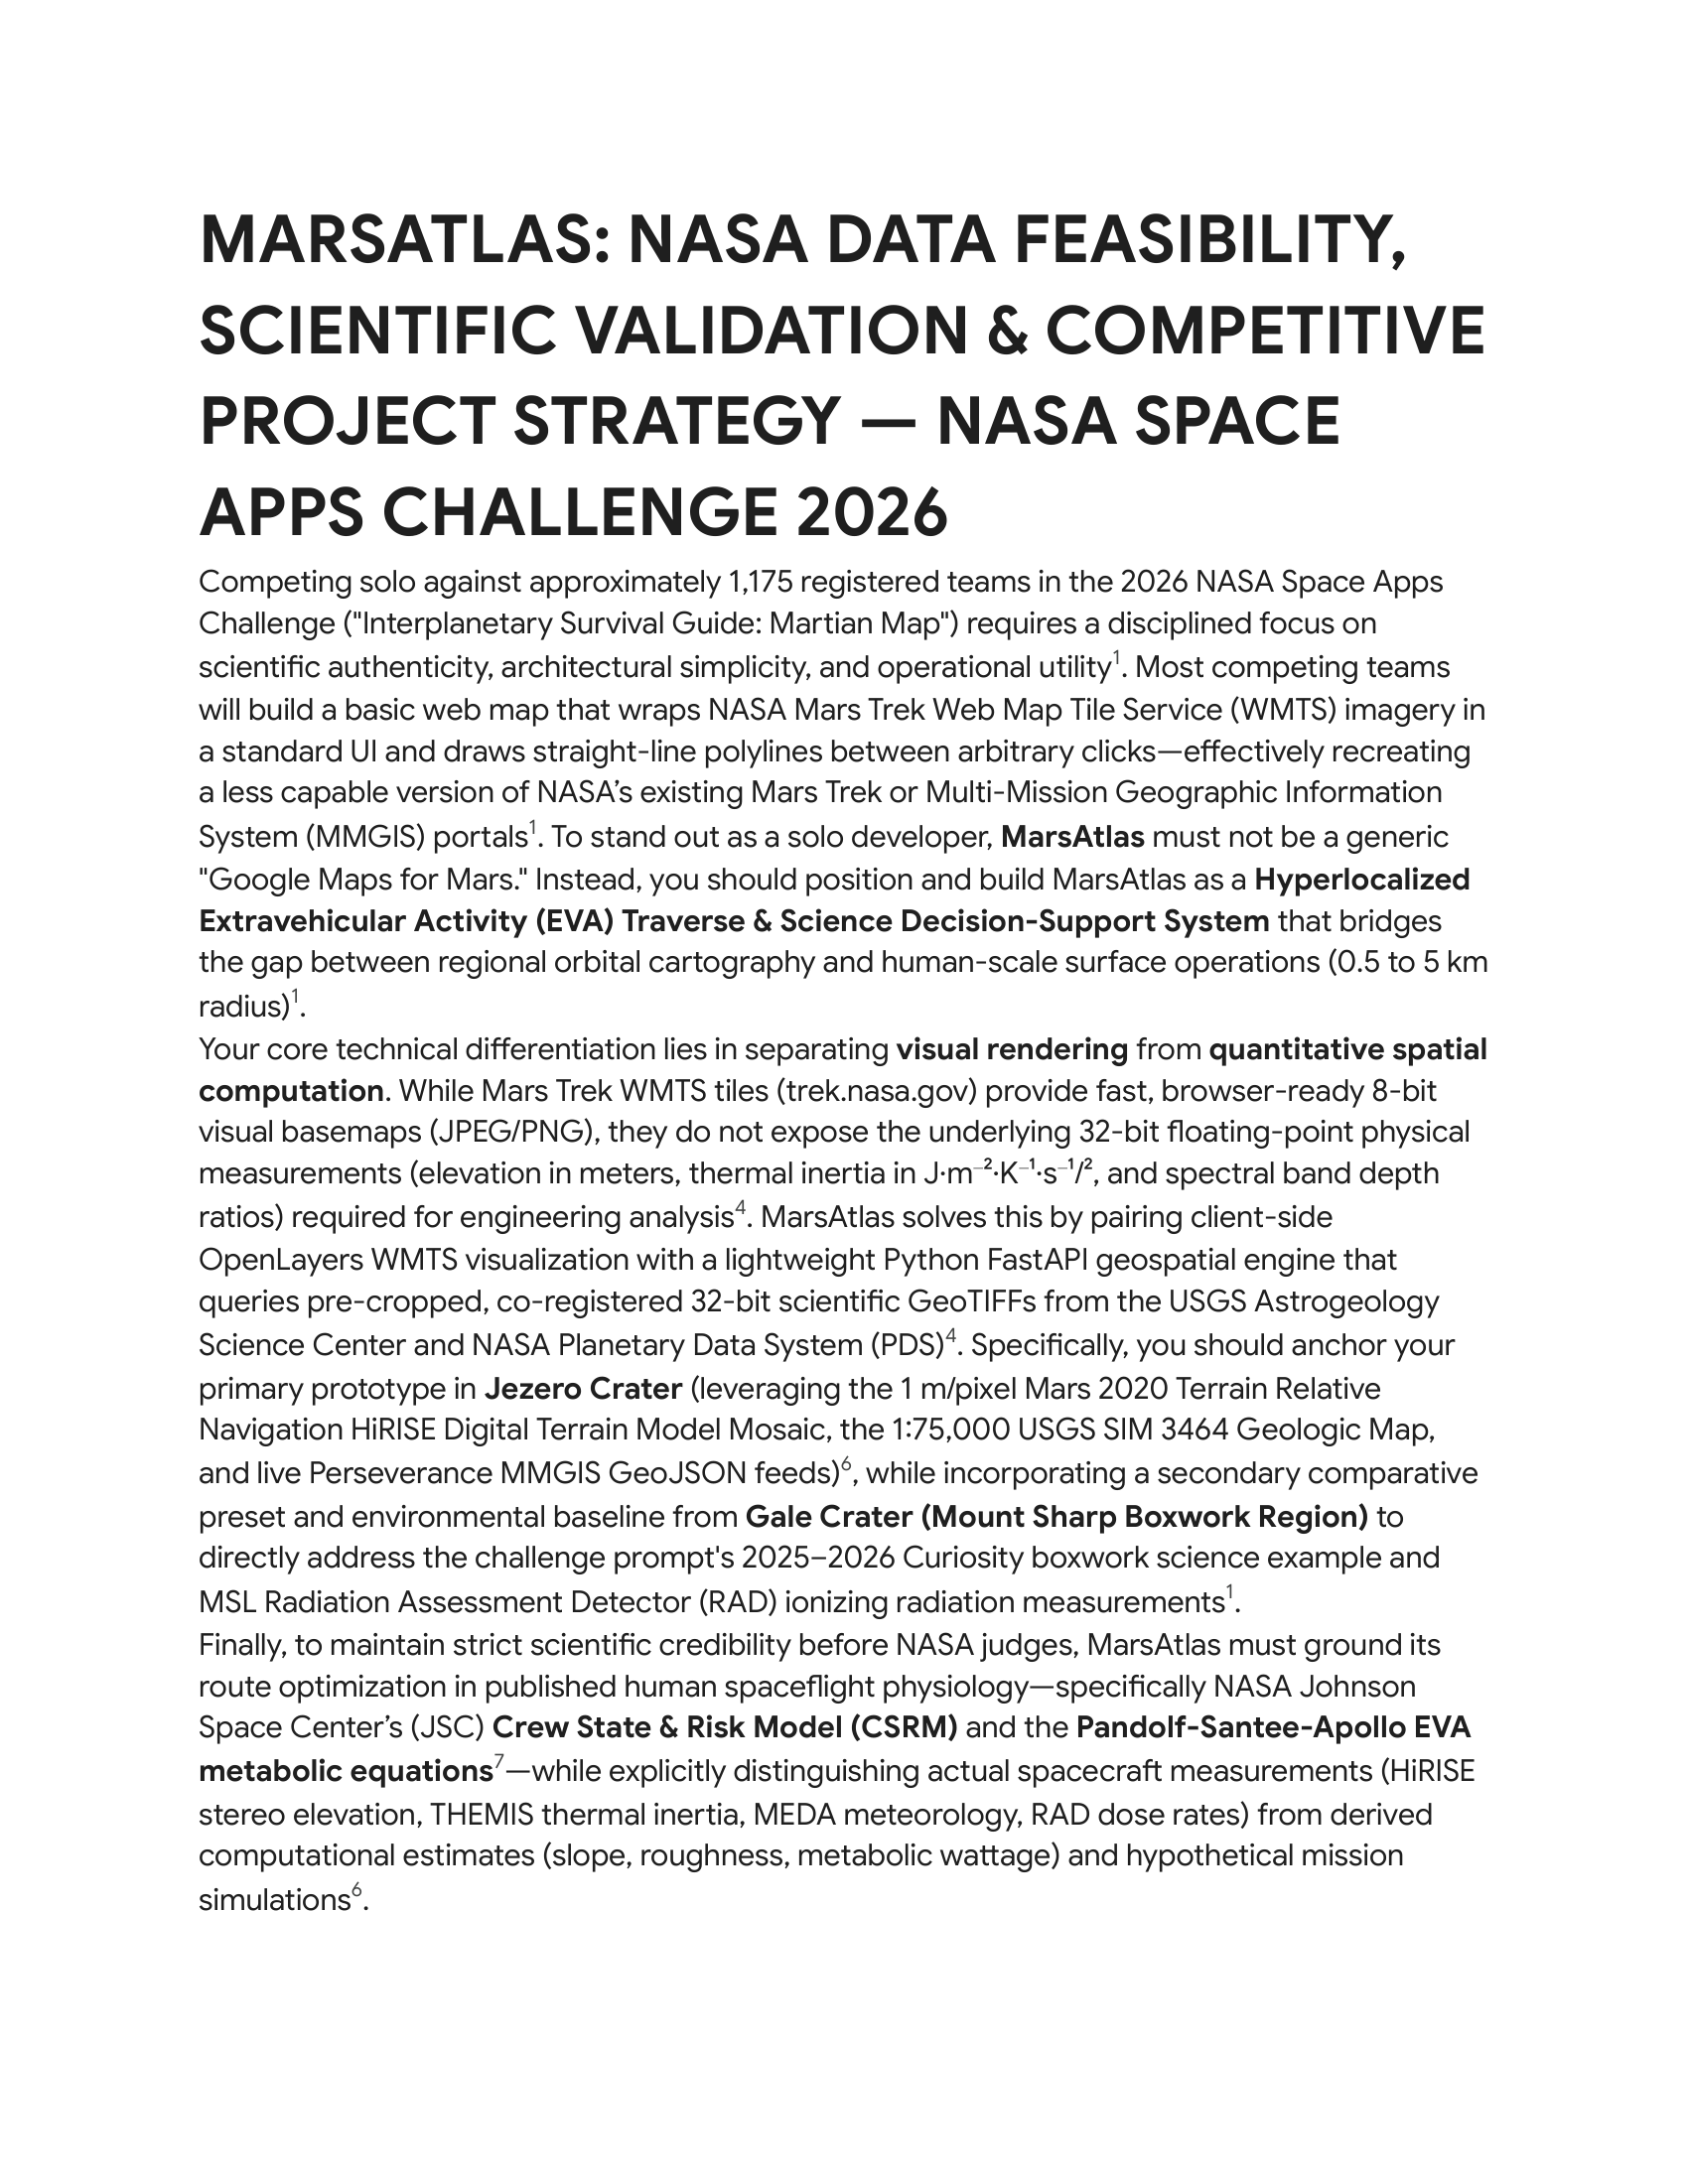 MARSATLAS: NASA DATA FEASIBILITY,
SCIENTIFIC VALIDATION & COMPETITIVE
PROJECT STRATEGY — NASA SPACE
APPS CHALLENGE 2026
Competing solo against approximately 1,175 registered teams in the 2026 NASA Space Apps
Challenge ("Interplanetary Survival Guide: Martian Map") requires a disciplined focus on
scientific authenticity, architectural simplicity, and operational utility¹. Most competing teams
will build a basic web map that wraps NASA Mars Trek Web Map Tile Service (WMTS) imagery in
a standard UI and draws straight-line polylines between arbitrary clicks—effectively recreating
a less capable version of NASA’s existing Mars Trek or Multi-Mission Geographic Information
System (MMGIS) portals¹. To stand out as a solo developer, MarsAtlas must not be a generic
"Google Maps for Mars." Instead, you should position and build MarsAtlas as a Hyperlocalized
Extravehicular Activity (EVA) Traverse & Science Decision-Support System that bridges
the gap between regional orbital cartography and human-scale surface operations (0.5 to 5 km
radius)¹.
Your core technical differentiation lies in separating visual rendering from quantitative spatial
computation. While Mars Trek WMTS tiles (trek.nasa.gov) provide fast, browser-ready 8-bit
visual basemaps (JPEG/PNG), they do not expose the underlying 32-bit floating-point physical
measurements (elevation in meters, thermal inertia in J·m⁻²·K⁻¹·s⁻¹/², and spectral band depth
ratios) required for engineering analysis⁴. MarsAtlas solves this by pairing client-side
OpenLayers WMTS visualization with a lightweight Python FastAPI geospatial engine that
queries pre-cropped, co-registered 32-bit scientific GeoTIFFs from the USGS Astrogeology
Science Center and NASA Planetary Data System (PDS)⁴. Specifically, you should anchor your
primary prototype in Jezero Crater (leveraging the 1 m/pixel Mars 2020 Terrain Relative
Navigation HiRISE Digital Terrain Model Mosaic, the 1:75,000 USGS SIM 3464 Geologic Map,
and live Perseverance MMGIS GeoJSON feeds)⁶, while incorporating a secondary comparative
preset and environmental baseline from Gale Crater (Mount Sharp Boxwork Region) to
directly address the challenge prompt's 2025–2026 Curiosity boxwork science example and
MSL Radiation Assessment Detector (RAD) ionizing radiation measurements¹.
Finally, to maintain strict scientific credibility before NASA judges, MarsAtlas must ground its
route optimization in published human spaceflight physiology—specifically NASA Johnson
Space Center’s (JSC) Crew State & Risk Model (CSRM) and the Pandolf-Santee-Apollo EVA
metabolic equations⁷—while explicitly distinguishing actual spacecraft measurements (HiRISE
stereo elevation, THEMIS thermal inertia, MEDA meteorology, RAD dose rates) from derived
computational estimates (slope, roughness, metabolic wattage) and hypothetical mission
simulations⁶.